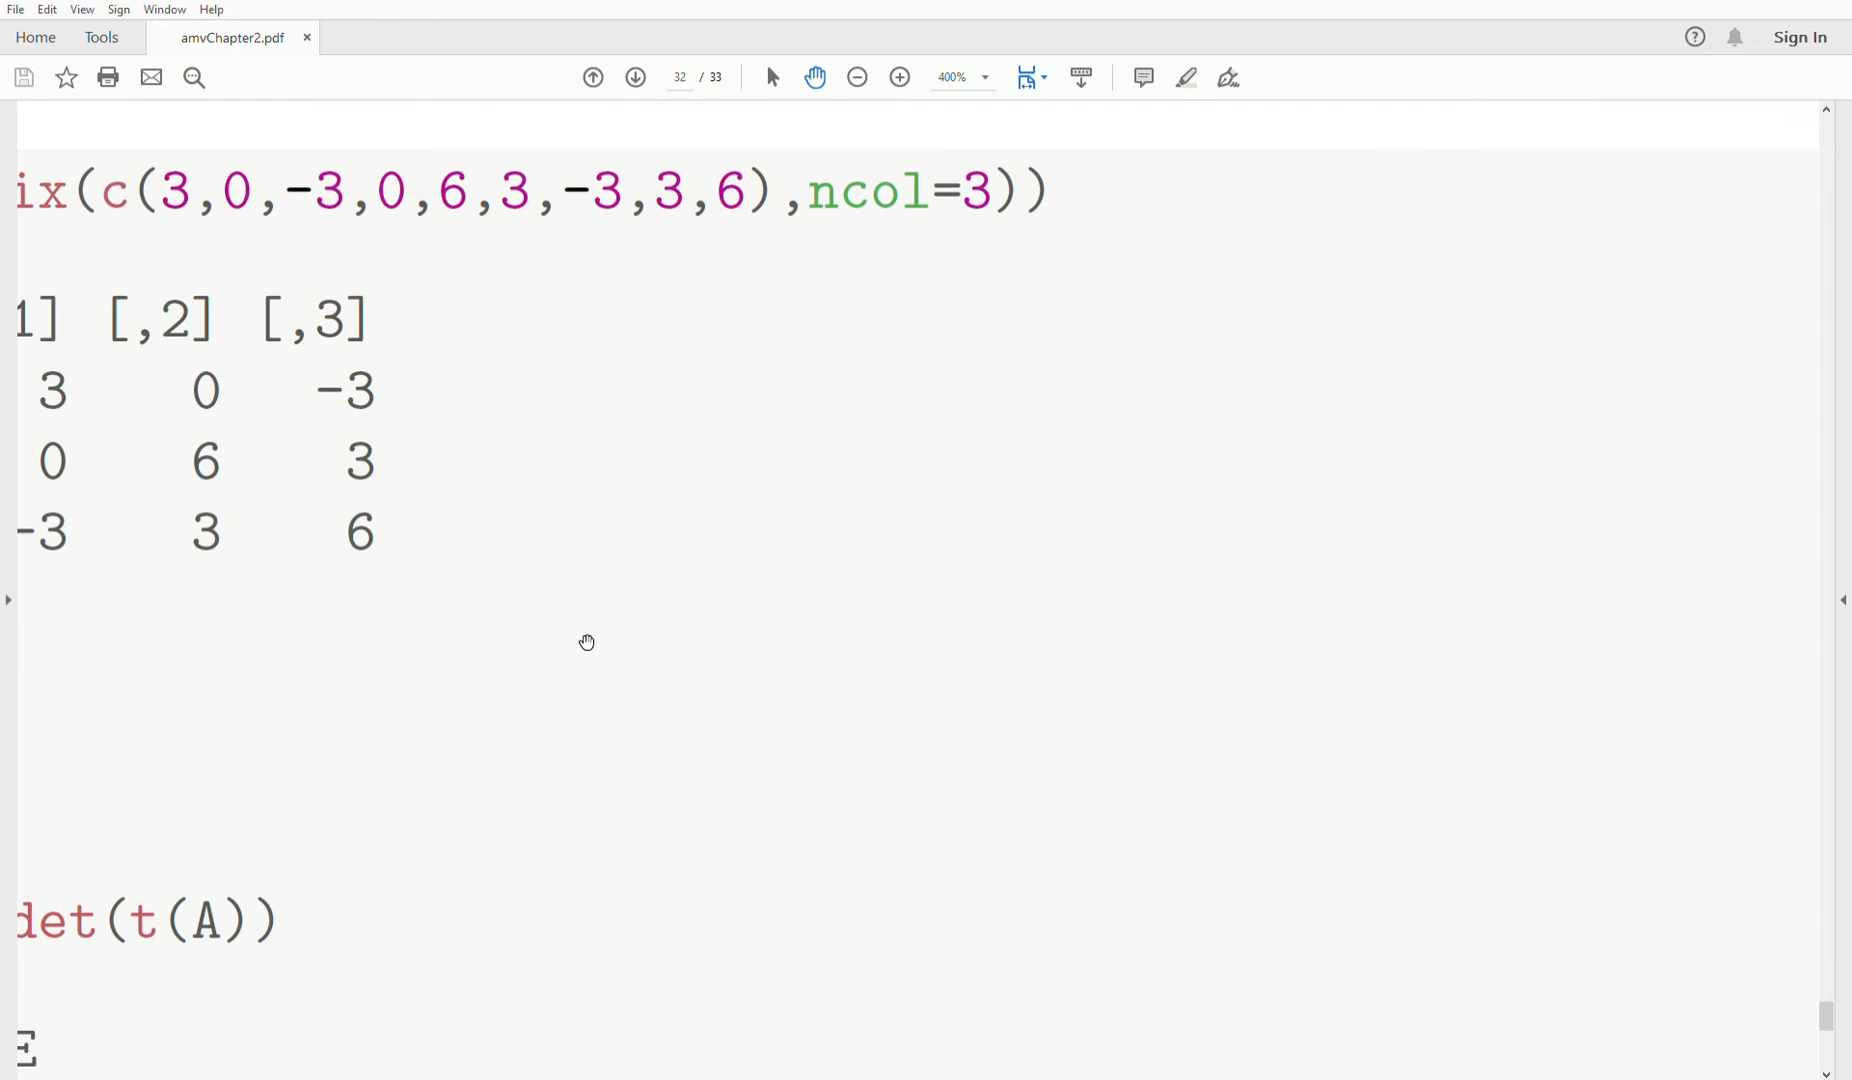 File Edit View Sign Window Help
Home Tools amvChapter2.pdf × ? Sign In
32 / 33 400%
ix(c(3,0,-3,0,6,3,-3,3,6),ncol=3))
1] [,2] [,3]
3 0 -3
0 6 3
-3 3 6
det(t(A))
E